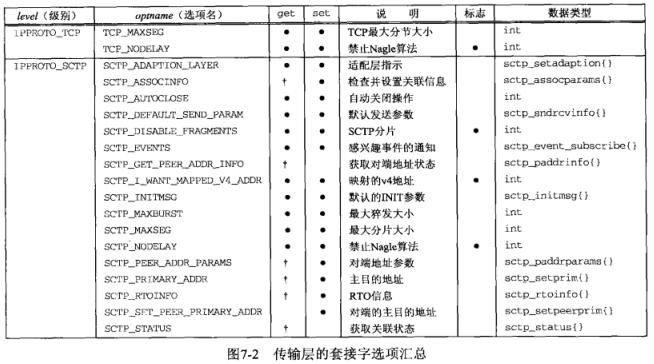 level（级别） optname（选项名） get set 说 明 标志 数据类型
IPPROTO_TCP TCP_MAXSEG ● ● TCP最大分节大小 int
TCP_NODELAY ● ● 禁止Nagle算法 ● int
IPPROTO_SCTP SCTP_ADAPTION_LAYER ● ● 适配层指示 sctp_setadaption{}
SCTP_ASSOCINFO † ● 检查并设置关联信息 sctp_assocparams{}
SCTP_AUTOCLOSE ● ● 自动关闭操作 int
SCTP_DEFAULT_SEND_PARAM ● ● 默认发送参数 sctp_sndrcvinfo{}
SCTP_DISABLE_FRAGMENTS ● ● SCTP分片 ● int
SCTP_EVENTS ● ● 感兴趣事件的通知 sctp_event_subscribe{}
SCTP_GET_PEER_ADDR_INFO † 获取对端地址状态 sctp_paddrinfo{}
SCTP_I_WANT_MAPPED_V4_ADDR ● ● 映射的v4地址 ● int
SCTP_INITMSG ● ● 默认的INIT参数 sctp_initmsg{}
SCTP_MAXBURST ● ● 最大猝发大小 int
SCTP_MAXSEG ● ● 最大分片大小 int
SCTP_NODELAY ● ● 禁止Nagle算法 ● int
SCTP_PEER_ADDR_PARAMS † ● 对端地址参数 sctp_paddrparams{}
SCTP_PRIMARY_ADDR † ● 主目的地址 sctp_setprim{}
SCTP_RTOINFO † ● RTO信息 sctp_rtoinfo{}
SCTP_SET_PEER_PRIMARY_ADDR ● 对端的主目的地址 sctp_setpeerprim{}
SCTP_STATUS † 获取关联状态 sctp_status{}
图7-2 传输层的套接字选项汇总